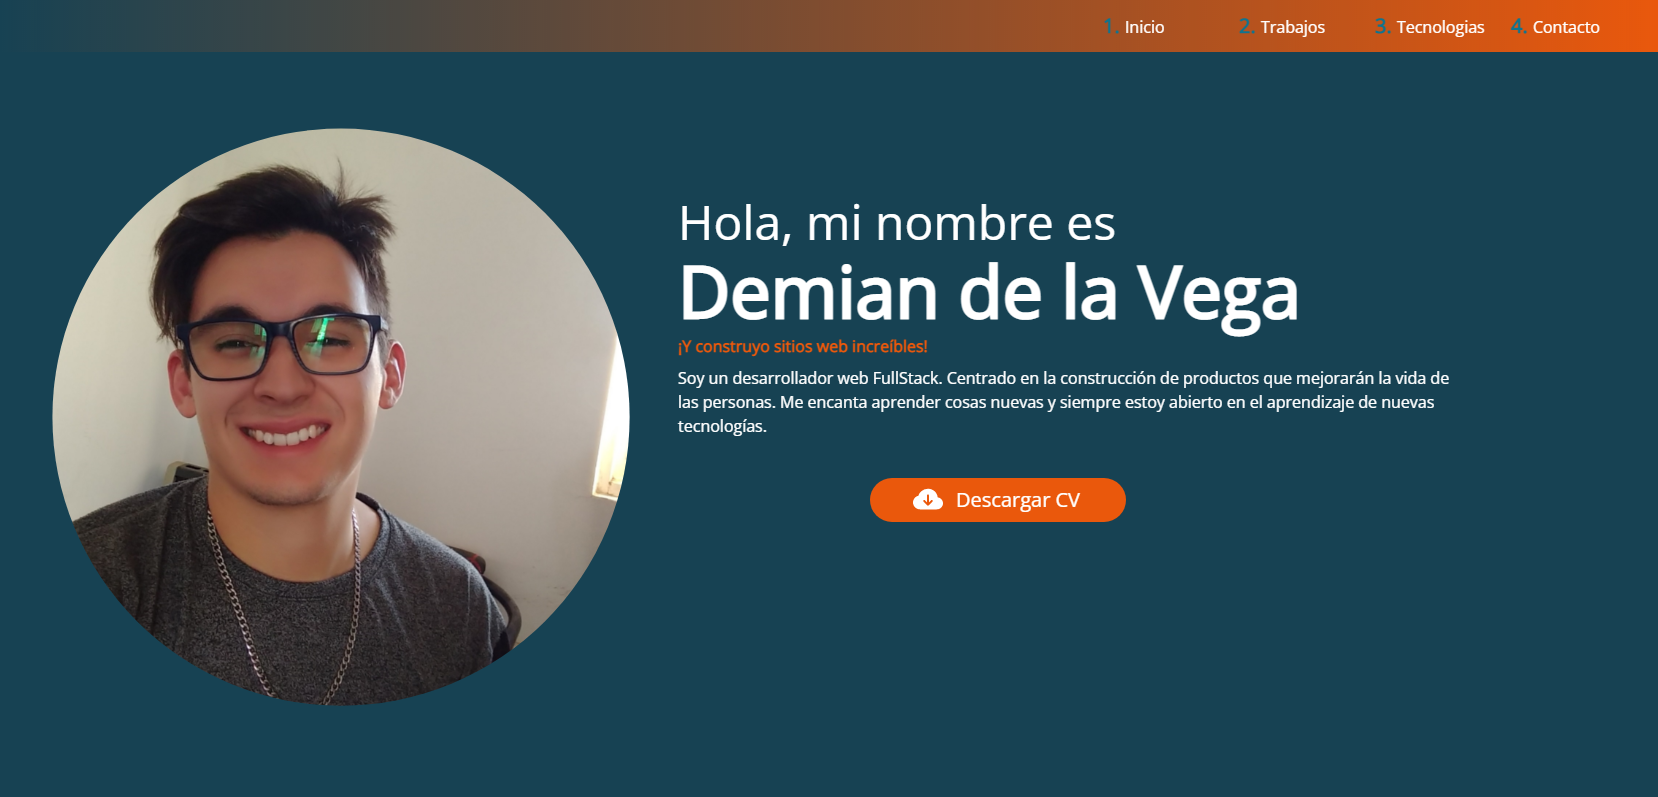 1. Inicio 2. Trabajos 3. Tecnologias 4. Contacto
Hola, mi nombre es
Demian de la Vega
¡Y construyo sitios web increíbles!
Soy un desarrollador web FullStack. Centrado en la construcción de productos que mejorarán la vida de
las personas. Me encanta aprender cosas nuevas y siempre estoy abierto en el aprendizaje de nuevas
tecnologías.
Descargar CV